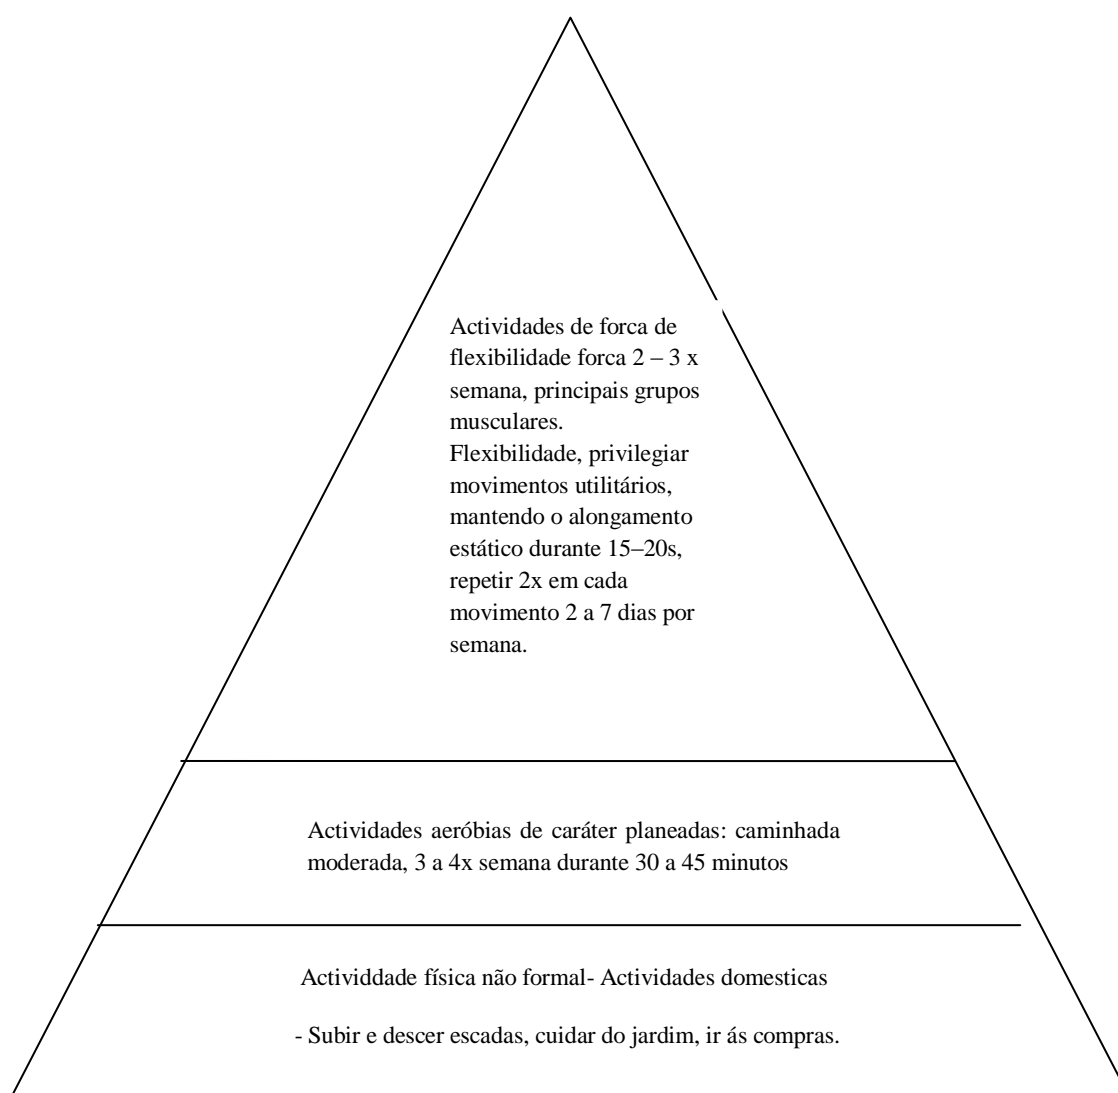 Actividades de forca de
flexibilidade forca 2 – 3 x
semana, principais grupos
musculares.
Flexibilidade, privilegiar
movimentos utilitários,
mantendo o alongamento
estático durante 15–20s,
repetir 2x em cada
movimento 2 a 7 dias por
semana.
Actividades aeróbias de caráter planeadas: caminhada
moderada, 3 a 4x semana durante 30 a 45 minutos
Actividdade física não formal- Actividades domesticas
- Subir e descer escadas, cuidar do jardim, ir ás compras.